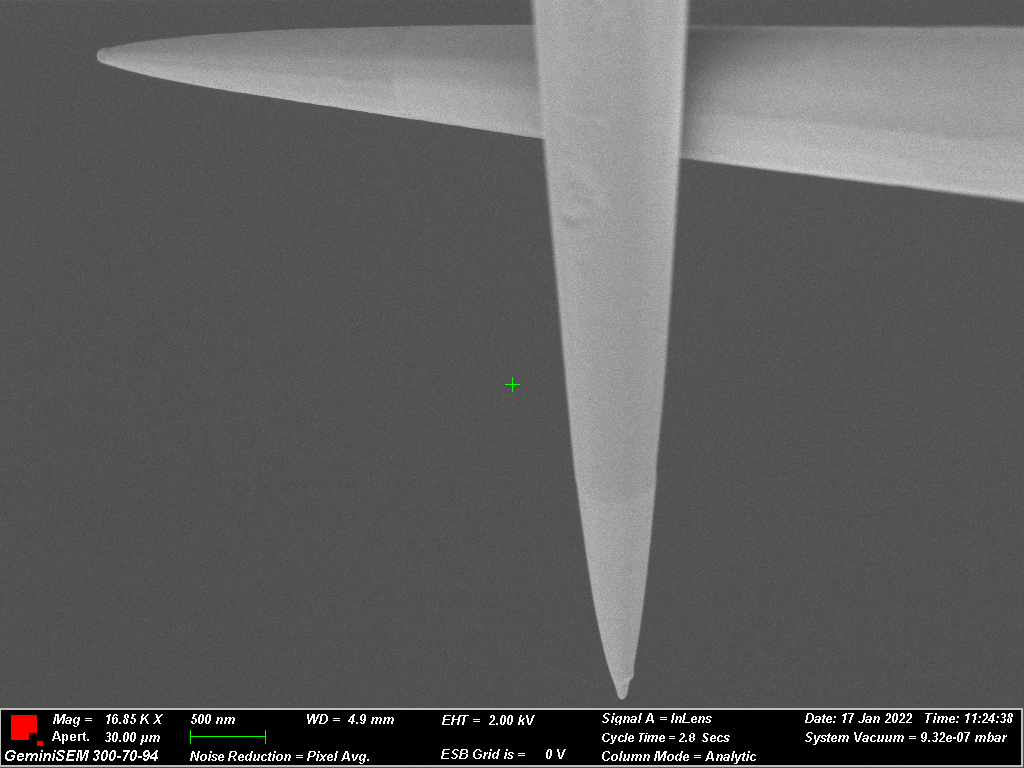 Mag = 16.85 K X 500 nm WD = 4.9 mm EHT = 2.00 kV Signal A = InLens Date: 17 Jan 2022 Time: 11:24:38
Apert. 30.00 µm Cycle Time = 2.8 Secs System Vacuum = 9.32e-07 mbar
GeminiSEM 300-70-94 Noise Reduction = Pixel Avg. ESB Grid is = 0 V Column Mode = Analytic